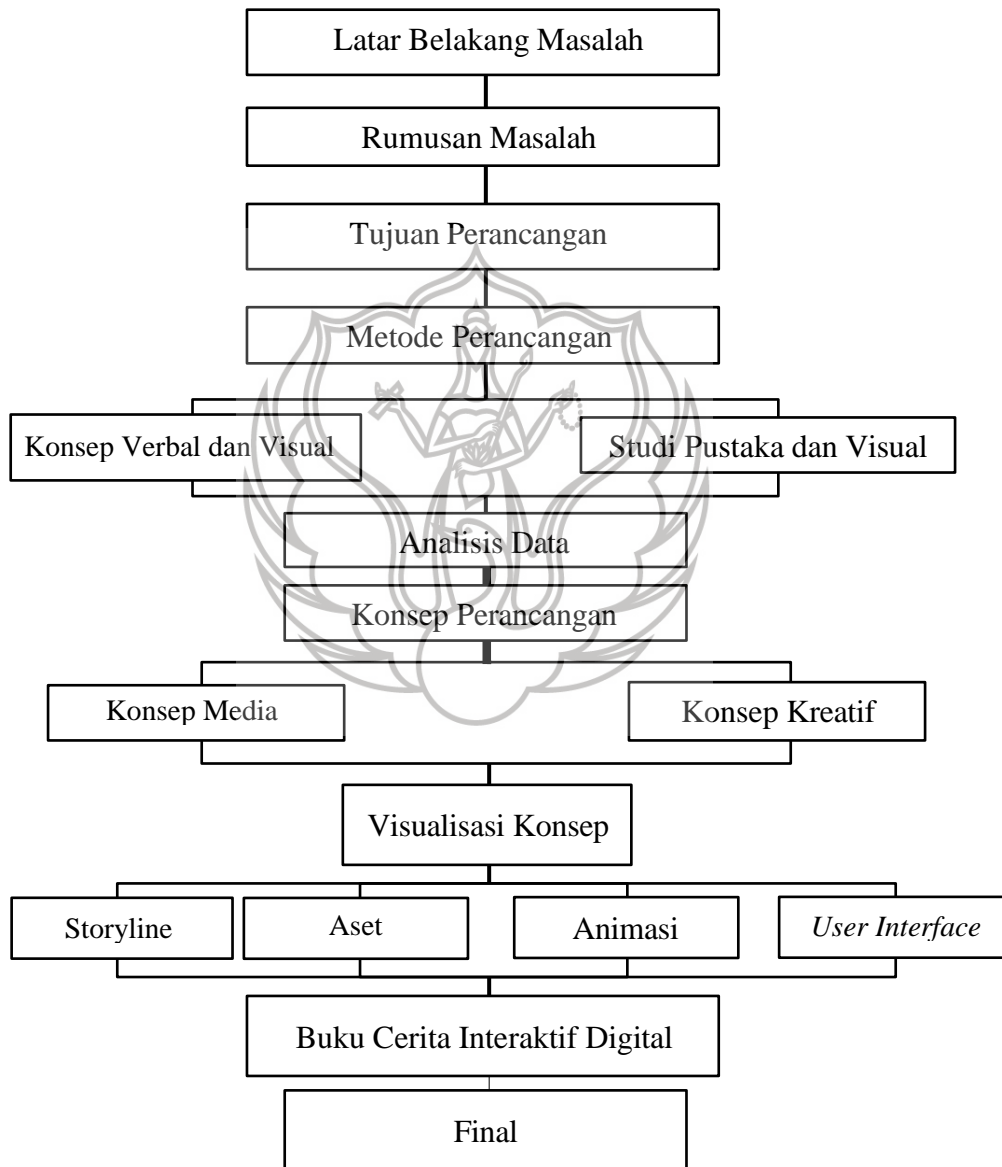 Latar Belakang Masalah
Rumusan Masalah
Tujuan Perancangan
Metode Perancangan
Konsep Verbal dan Visual
Studi Pustaka dan Visual
Analisis Data
Konsep Perancangan
Konsep Media
Konsep Kreatif
Visualisasi Konsep
Storyline
Aset
Animasi
User Interface
Buku Cerita Interaktif Digital
Final